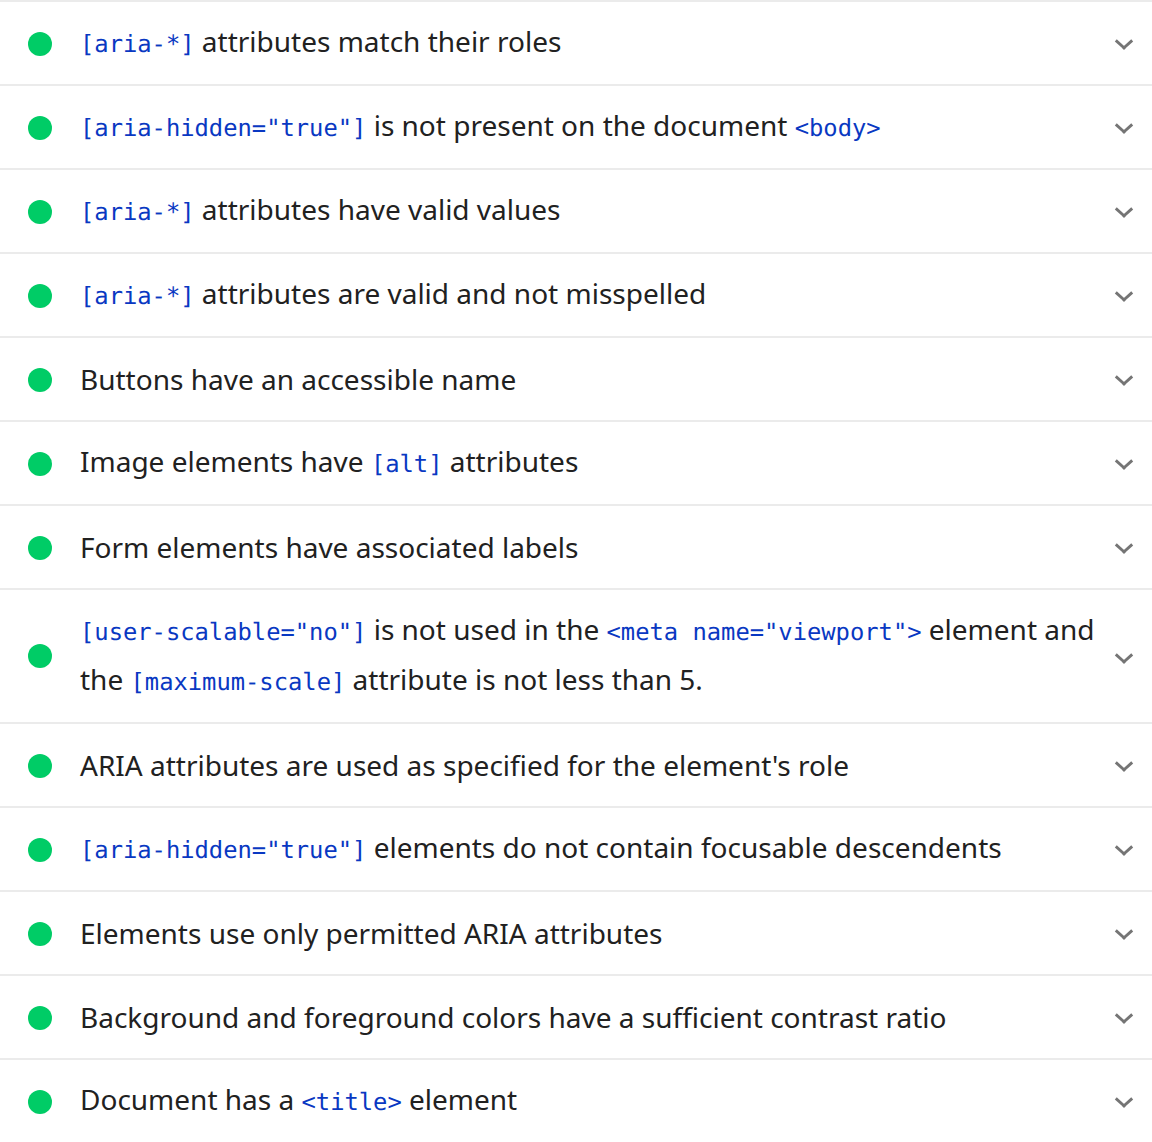 [aria-*] attributes match their roles
[aria-hidden="true"] is not present on the document <body>
[aria-*] attributes have valid values
[aria-*] attributes are valid and not misspelled
Buttons have an accessible name
Image elements have [alt] attributes
Form elements have associated labels
[user-scalable="no"] is not used in the <meta name="viewport"> element and
the [maximum-scale] attribute is not less than 5.
ARIA attributes are used as specified for the element's role
[aria-hidden="true"] elements do not contain focusable descendents
Elements use only permitted ARIA attributes
Background and foreground colors have a sufficient contrast ratio
Document has a <title> element